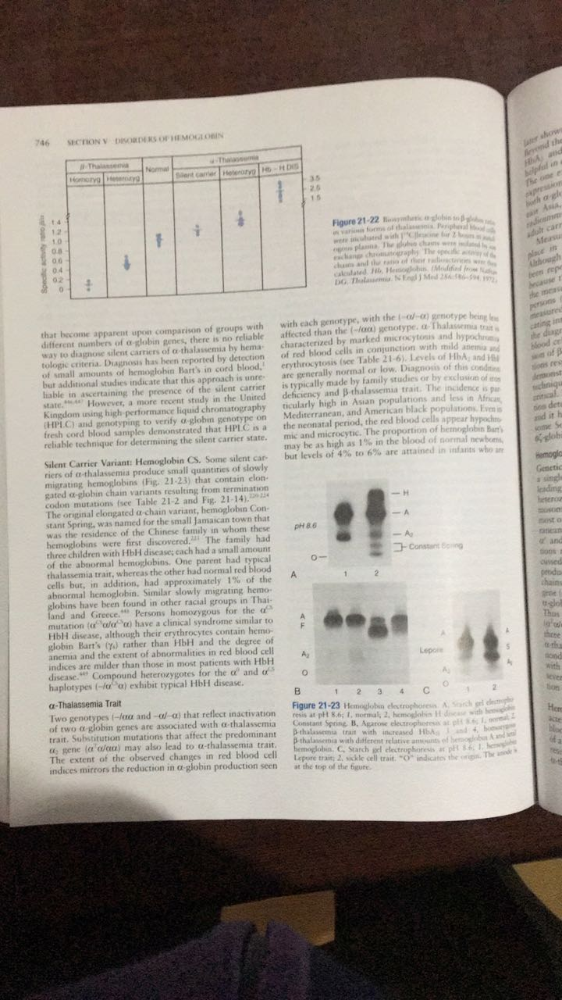 746 SECTION V DISORDERS OF HEMOGLOBIN
β-Thalassemia
Normal
α-Thalassemia
Homozyg
Heterozyg
Silent carrier
Heterozyg
Hb-H DIS
3.5
2.5
1.5
Specific activity ratio
1.4
1.2
1.0
0.8
0.6
0.4
0.2
0
Figure 21-22 Biosynthetic α-globin to β-globin ratio
in various forms of thalassemia. Peripheral blood cells
were incubated with [¹⁴C]leucine for 2 hours in
plasma. The globin chains were isolated by
exchange chromatography. The specific activity of the
chains and the ratio of their radioactivities were then
calculated. Hb, Hemoglobin. (Modified from Nathan
DG. Thalassemia. N Engl J Med 286:586–594, 1972.)
that become apparent upon comparison of groups with
different numbers of α-globin genes, there is no reliable
way to diagnose silent carriers of α-thalassemia by hema-
tologic criteria. Diagnosis has been reported by detection
of small amounts of hemoglobin Bart's in cord blood,
but additional studies indicate that this approach is unre-
liable in ascertaining the presence of the silent carrier
state. However, a more recent study in the United
Kingdom using high-performance liquid chromatography
(HPLC) and genotyping to verify α-globin genotype on
fresh cord blood samples demonstrated that HPLC is a
reliable technique for determining the silent carrier state.
Silent Carrier Variant: Hemoglobin CS. Some silent car-
riers of α-thalassemia produce small quantities of slowly
migrating hemoglobins (Fig. 21-23) that contain elon-
gated α-globin chain variants resulting from termination
codon mutations (see Table 21-2 and Fig. 21-14).
The original elongated α-chain variant, hemoglobin Con-
stant Spring, was named for the small Jamaican town that
was the residence of the Chinese family in whom these
hemoglobins were first discovered. The family had
three children with HbH disease; each had a small amount
of the abnormal hemoglobins. One parent had typical
thalassemia trait, whereas the other had normal red blood
cells but, in addition, had approximately 1% of the
abnormal hemoglobin. Similar slowly migrating hemo-
globins have been found in other racial groups in Thai-
land and Greece. Persons homozygous for the αᶜˢ
mutation (αᶜˢα/αᶜˢα) have a clinical syndrome similar to
HbH disease, although their erythrocytes contain hemo-
globin Bart's (γ₄) rather than HbH and the degree of
anemia and the extent of abnormalities in red blood cell
indices are milder than those in most patients with HbH
disease. Compound heterozygotes for the α⁰ and αᶜˢ
haplotypes (–/αᶜˢα) exhibit typical HbH disease.
α-Thalassemia Trait
Two genotypes (–/αα and –α/–α) that reflect inactivation
of two α-globin genes are associated with α-thalassemia
trait. Substitution mutations that affect the predominant
α₂ gene (αᵀα/αα) may also lead to α-thalassemia trait.
The extent of the observed changes in red blood cell
indices mirrors the reduction in α-globin production seen
with each genotype, with the (–α/–α) genotype being less
affected than the (–/αα) genotype. α-Thalassemia trait is
characterized by marked microcytosis and hypochromia
of red blood cells in conjunction with mild anemia and
erythrocytosis (see Table 21-6). Levels of HbA₂ and HbF
are generally normal or low. Diagnosis of this condition
is typically made by family studies or by exclusion of iron
deficiency and β-thalassemia trait. The incidence is par-
ticularly high in Asian populations and less in African,
Mediterranean, and American black populations. Even in
the neonatal period, the red blood cells appear hypochro-
mic and microcytic. The proportion of hemoglobin Bart's
may be as high as 1% in the blood of normal newborns,
but levels of 4% to 6% are attained in infants who are
pH 8.6
H
A
A₂
Constant Spring
O
A 1 2
A
F
A₂
O
B 1 2 3 4
Lepore
A
A₂
O
A
S
A₂
C 1 2
Figure 21-23 Hemoglobin electrophoresis. A, Starch gel electropho-
resis at pH 8.6; 1, normal; 2, hemoglobin H disease with hemoglobin
Constant Spring. B, Agarose electrophoresis at pH 8.6; 1, normal; 2,
β-thalassemia trait with increased HbA₂; 3 and 4, homozygous
β-thalassemia with different relative amounts of hemoglobin A and fetal
hemoglobin. C, Starch gel electrophoresis at pH 8.6; 1, hemoglobin
Lepore trait; 2, sickle cell trait. "O" indicates the origin. The anode is
at the top of the figure.